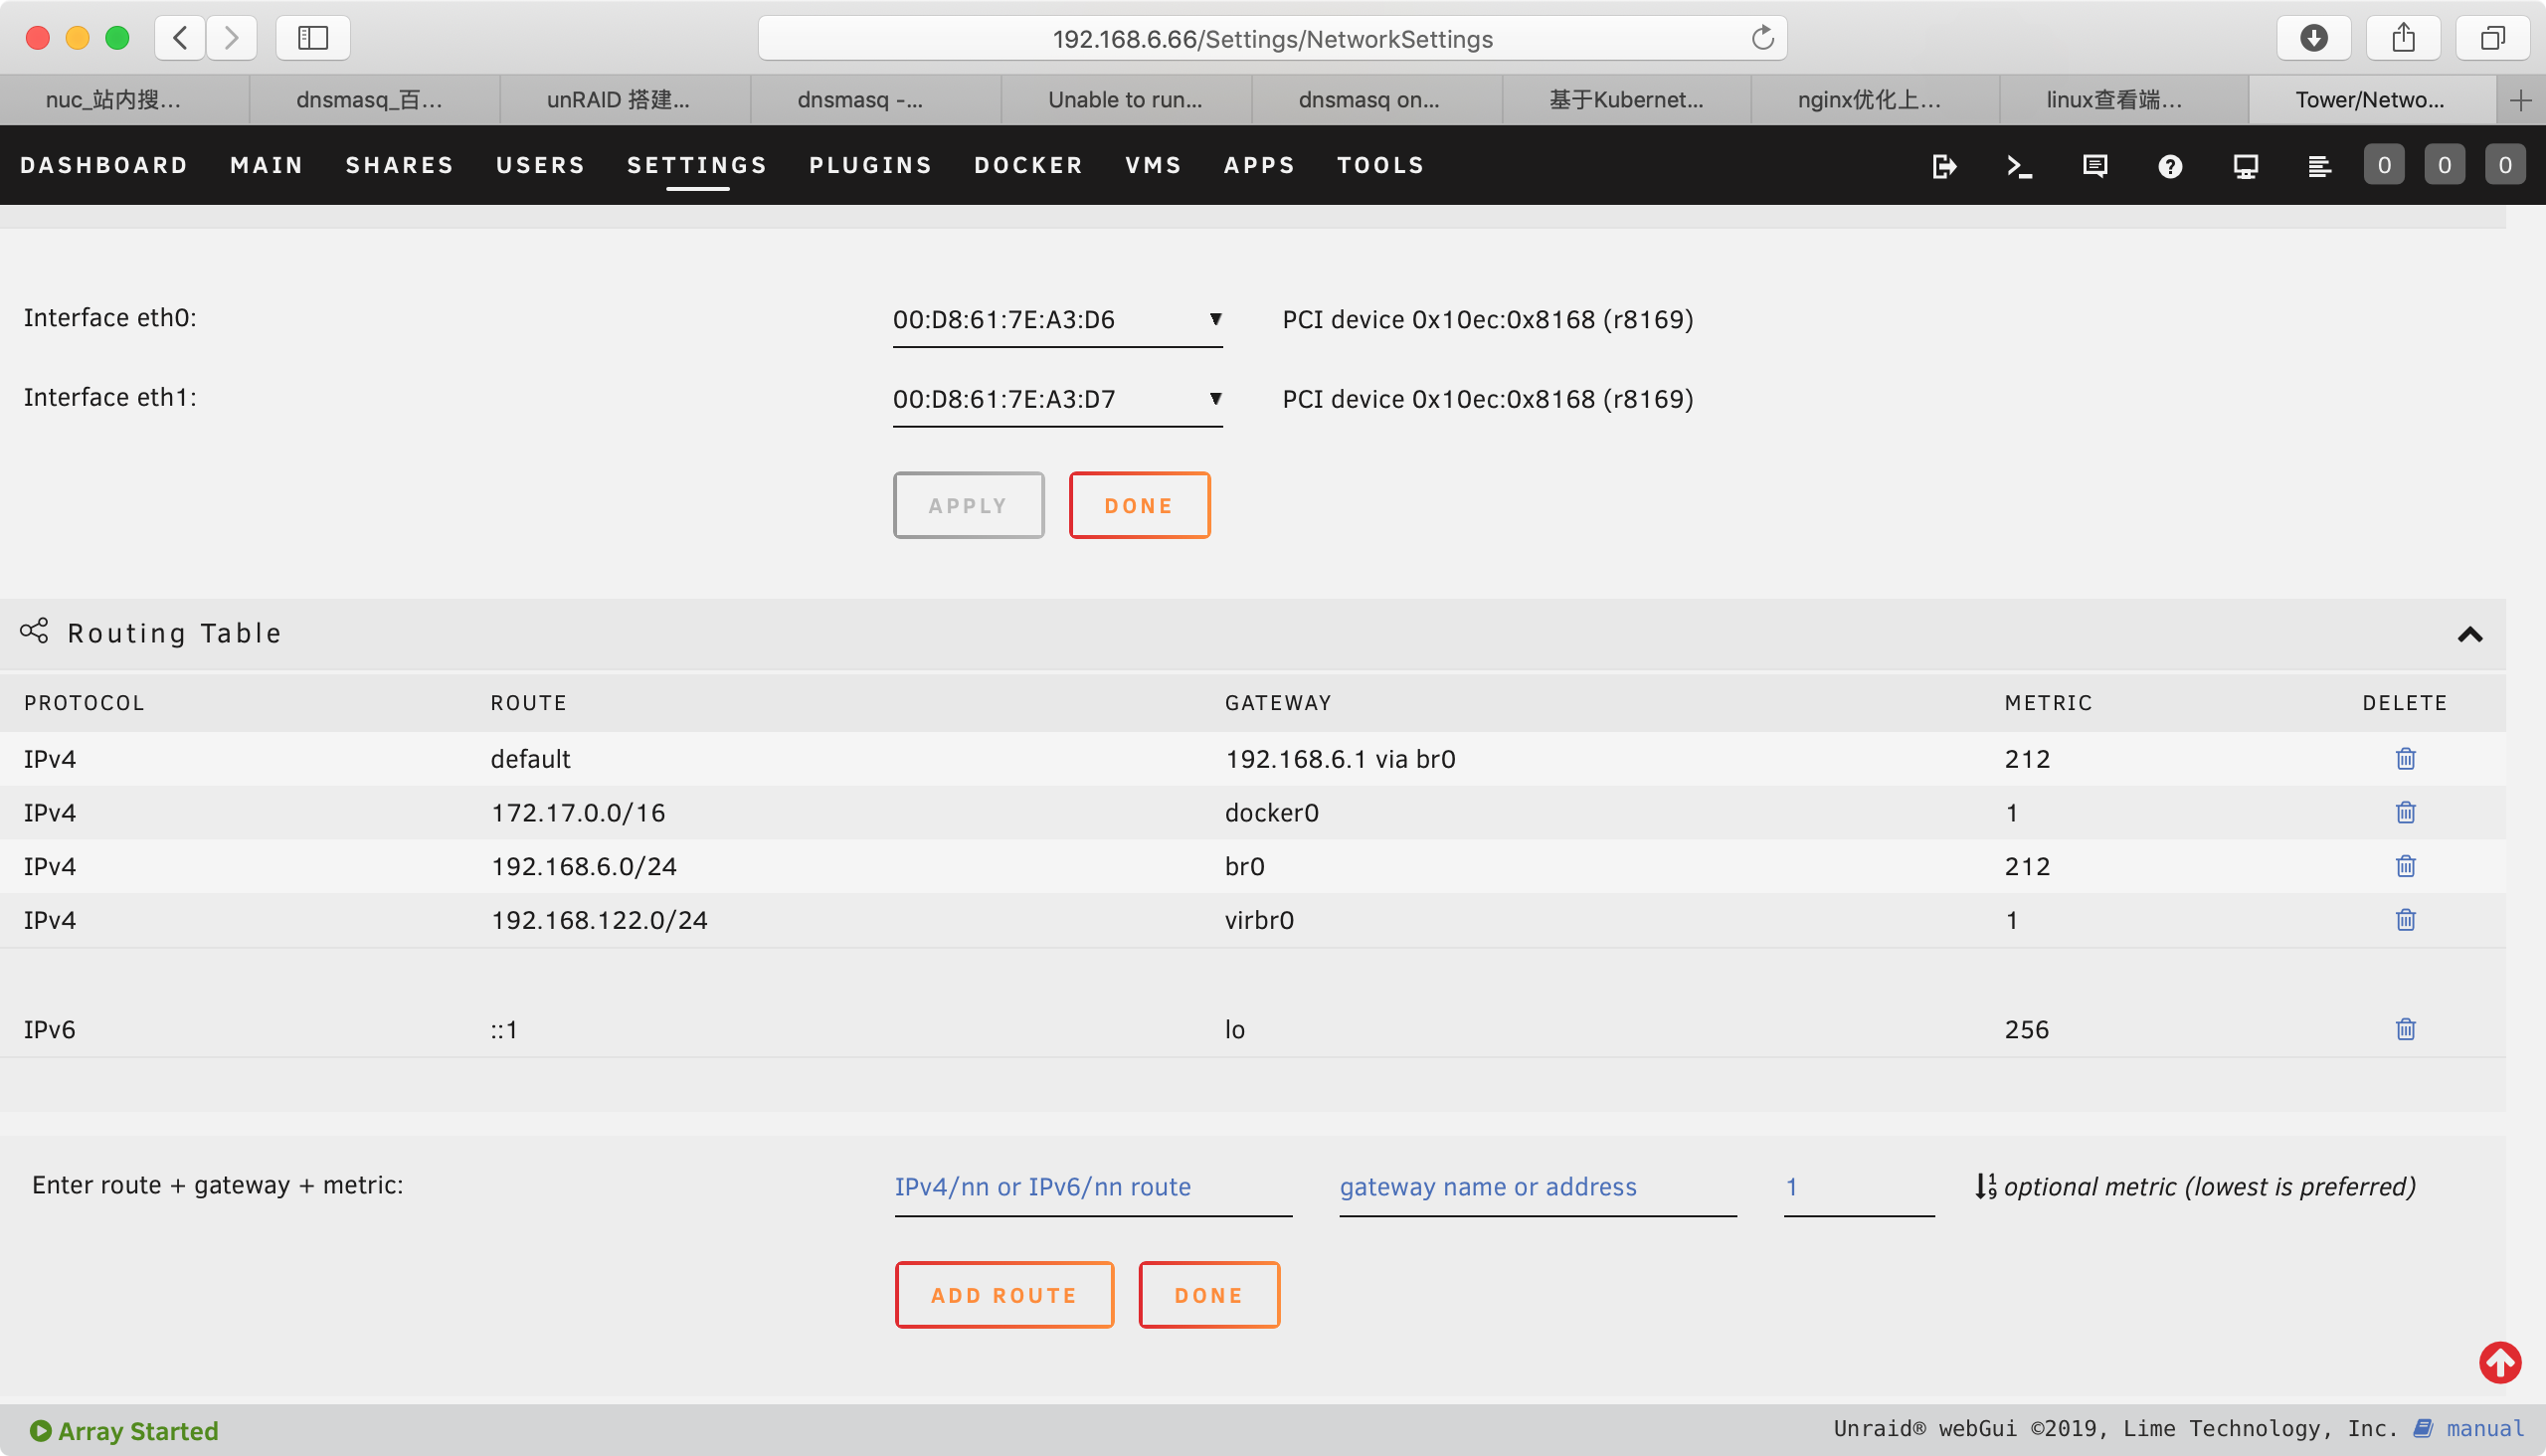 192.168.6.66/Settings/NetworkSettings
nuc_站内搜... dnsmasq_百... unRAID 搭建... dnsmasq -... Unable to run... dnsmasq on... 基于Kubernet... nginx优化上... linux查看端... Tower/Netwo...
DASHBOARD MAIN SHARES USERS SETTINGS PLUGINS DOCKER VMS APPS TOOLS 0 0 0
Interface eth0: 00:D8:61:7E:A3:D6 PCI device 0x10ec:0x8168 (r8169)
Interface eth1: 00:D8:61:7E:A3:D7 PCI device 0x10ec:0x8168 (r8169)
APPLY DONE
Routing Table
PROTOCOL ROUTE GATEWAY METRIC DELETE
IPv4 default 192.168.6.1 via br0 212
IPv4 172.17.0.0/16 docker0 1
IPv4 192.168.6.0/24 br0 212
IPv4 192.168.122.0/24 virbr0 1
IPv6 ::1 lo 256
Enter route + gateway + metric: IPv4/nn or IPv6/nn route gateway name or address 1 optional metric (lowest is preferred)
ADD ROUTE DONE
Array Started Unraid® webGui ©2019, Lime Technology, Inc. manual